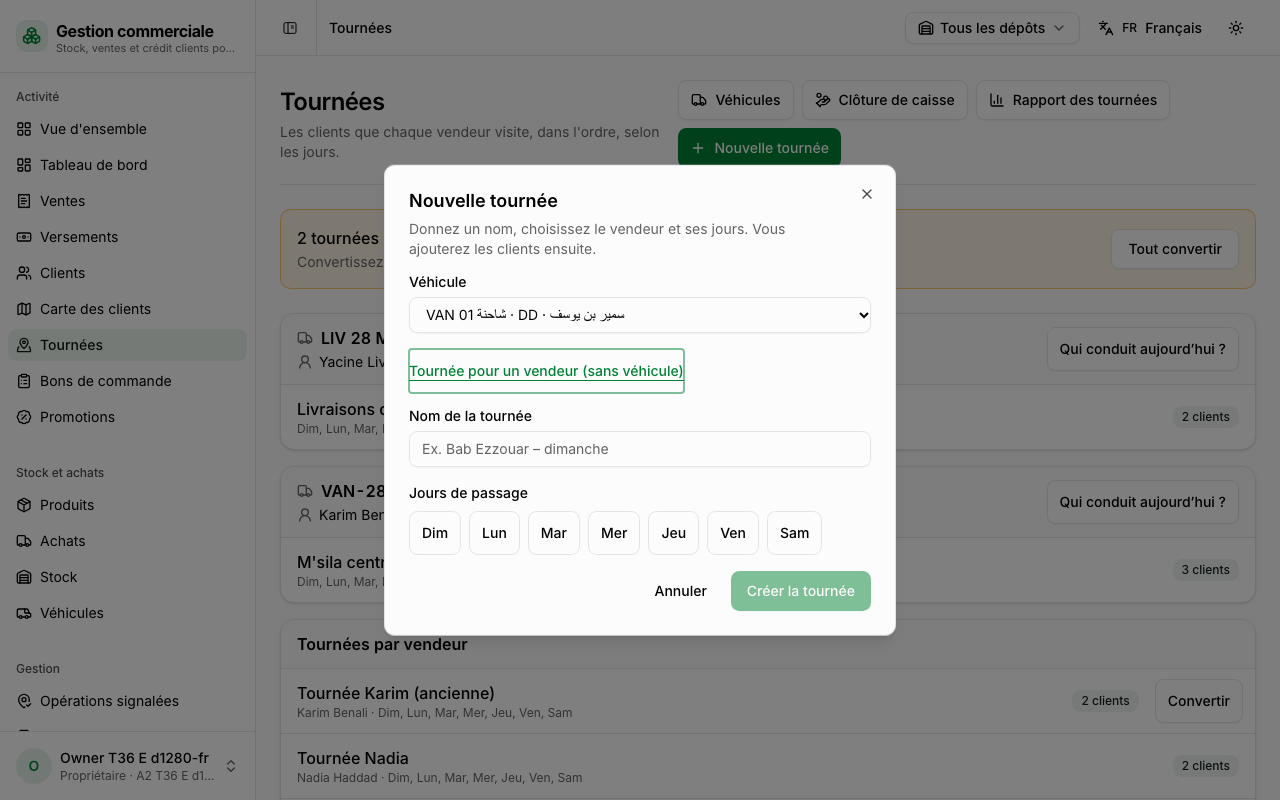 Gestion commerciale
Stock, ventes et crédit clients po...
Activité
Vue d'ensemble
Tableau de bord
Ventes
Versements
Clients
Carte des clients
Tournées
Bons de commande
Promotions
Stock et achats
Produits
Achats
Stock
Véhicules
Gestion
Opérations signalées
O
Owner T36 E d1280-fr
Propriétaire · A2 T36 E d1...
Tournées
Tous les dépôts
FR Français
Tournées
Les clients que chaque vendeur visite, dans l'ordre, selon
les jours.
Véhicules
Clôture de caisse
Rapport des tournées
Nouvelle tournée
2 tournées
Convertissez
Tout convertir
LIV 28 M
Yacine Liv
Qui conduit aujourd’hui ?
Livraisons
Dim, Lun, Mar,
2 clients
VAN-28
Karim Ben
Qui conduit aujourd’hui ?
M'sila cent
Dim, Lun, Mar,
3 clients
Tournées par vendeur
Tournée Karim (ancienne)
Karim Benali · Dim, Lun, Mar, Mer, Jeu, Ven, Sam
2 clients
Convertir
Tournée Nadia
Nadia Haddad · Dim, Lun, Mar, Mer, Jeu, Ven, Sam
2 clients
Nouvelle tournée
Donnez un nom, choisissez le vendeur et ses jours. Vous
ajouterez les clients ensuite.
Véhicule
VAN 01 شاحنة · DD · سمير بن يوسف
Tournée pour un vendeur (sans véhicule)
Nom de la tournée
Ex. Bab Ezzouar – dimanche
Jours de passage
Dim
Lun
Mar
Mer
Jeu
Ven
Sam
Annuler
Créer la tournée